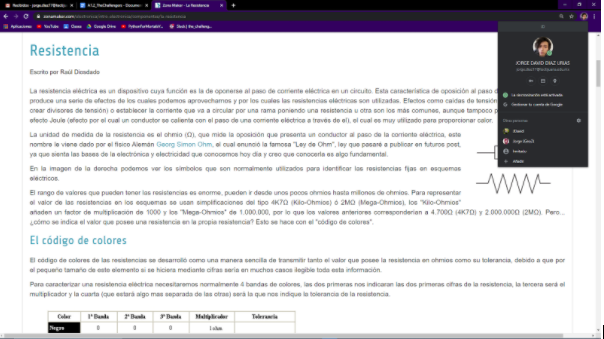 Recibidos - jorge.diaz17@tectij
A12_TheChallengers - Documen
Zona Maker - La Resistencia
Aplicaciones YouTube Clases Google Drive
JORGE DAVID DIAZ URIAS
La sincronización está activada
Gestionar tu cuenta de Google
Otras personas
Invitado
Añadir
Resistencia
Escrito por Raúl Diosdado
La resistencia eléctrica es un dispositivo cuya función es la de oponerse al paso de corriente eléctrica en un circuito. Esta característica de oposición al paso d
produce una serie de efectos de los cuales podemos aprovecharnos y por los cuales las resistencias eléctricas son utilizadas. Efectos como caídas de tensión
crear divisores de tensión) o establecer la corriente que va a circular por una rama poniendo una resistencia u otra son los más comunes, aunque tampoco p
efecto Joule (efecto por el cual un conductor se calienta con el paso de una corriente eléctrica a través de el), el cual es muy utilizado para proporcionar calor.
La unidad de medida de la resistencia es el ohmio (Ω), que mide la oposición que presenta un conductor al paso de la corriente eléctrica, este
nombre le viene dado por el físico Alemán Georg Simon Ohm, el cual enunció la famosa "Ley de Ohm", ley que pasaré a publicar en futuros post,
ya que sienta las bases de la electrónica y electricidad que conocemos hoy día y creo que conocerla es algo fundamental.
En la imagen de la derecha podemos ver los símbolos que son normalmente utilizados para identificar las resistencias fijas en esquemas
eléctricos.
El rango de valores que pueden tener las resistencias es enorme, pueden ir desde unos pocos ohmios hasta millones de ohmios. Para representar
el valor de las resistencias en los esquemas se usan simplificaciones del tipo 4K7Ω (Kilo-Ohmios) ó 2MΩ (Mega-Ohmios), los "Kilo-Ohmios"
añaden un factor de multiplicación de 1000 y los "Mega-Ohmios" de 1.000.000, por lo que los valores anteriores corresponderían a 4.700Ω (4K7Ω) y 2.000.000Ω (2MΩ). Pero...,
¿cómo se indica el valor que posee una resistencia en la propia resistencia? Esto se hace con el "código de colores".
El código de colores
El código de colores de las resistencias se desarrolló como una manera sencilla de transmitir tanto el valor que posee la resistencia en ohmios como su tolerancia, debido a que por
el pequeño tamaño de este elemento si se hiciera mediante cifras sería en muchos casos ilegible toda esta información.
Para caracterizar una resistencia eléctrica necesitaremos normalmente 4 bandas de colores, las dos primeras nos indicaran las dos primeras cifras de la resistencia, la tercera será el
multiplicador y la cuarta (que estará algo mas separada de las otras) será la que nos indique la tolerancia de la resistencia.
Color 1ª Banda 2ª Banda 3ª Banda Multiplicador Tolerancia
Negro 0 0 0 1 ohm